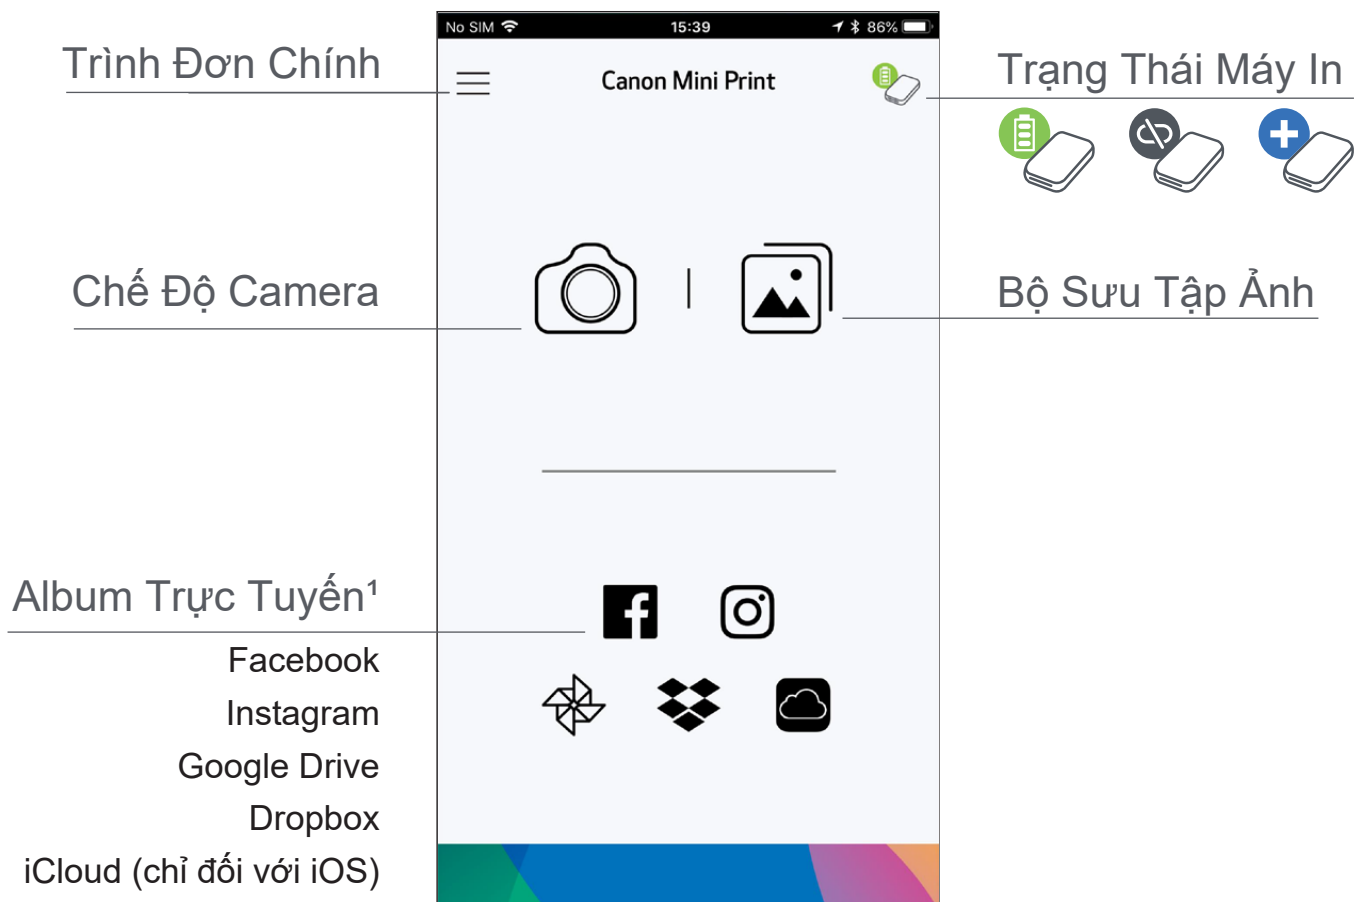 No SIM 15:39 86%
Trình Đơn Chính
Canon Mini Print
Trạng Thái Máy In
Chế Độ Camera
Bộ Sưu Tập Ảnh
Album Trực Tuyến¹
Facebook
Instagram
Google Drive
Dropbox
iCloud (chỉ đối với iOS)